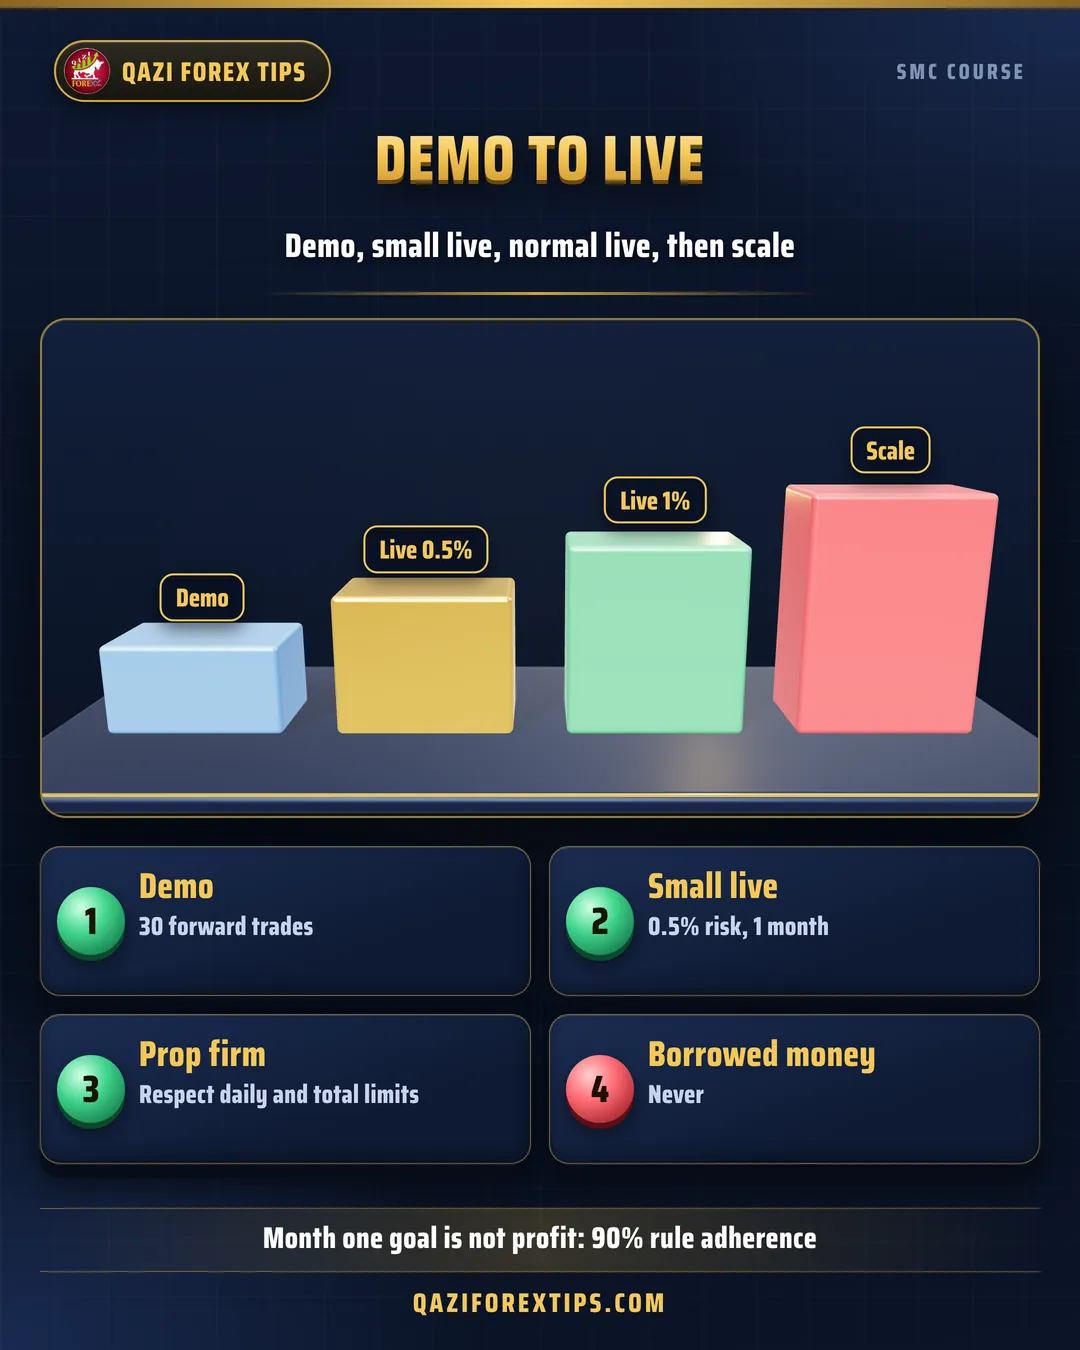 QAZI
FOREX
QAZI FOREX TIPS
SMC COURSE
DEMO TO LIVE
Demo, small live, normal live, then scale
Demo
Live 0.5%
Live 1%
Scale
1
Demo
30 forward trades
2
Small live
0.5% risk, 1 month
3
Prop firm
Respect daily and total limits
4
Borrowed money
Never
Month one goal is not profit: 90% rule adherence
QAZIFOREXTIPS.COM